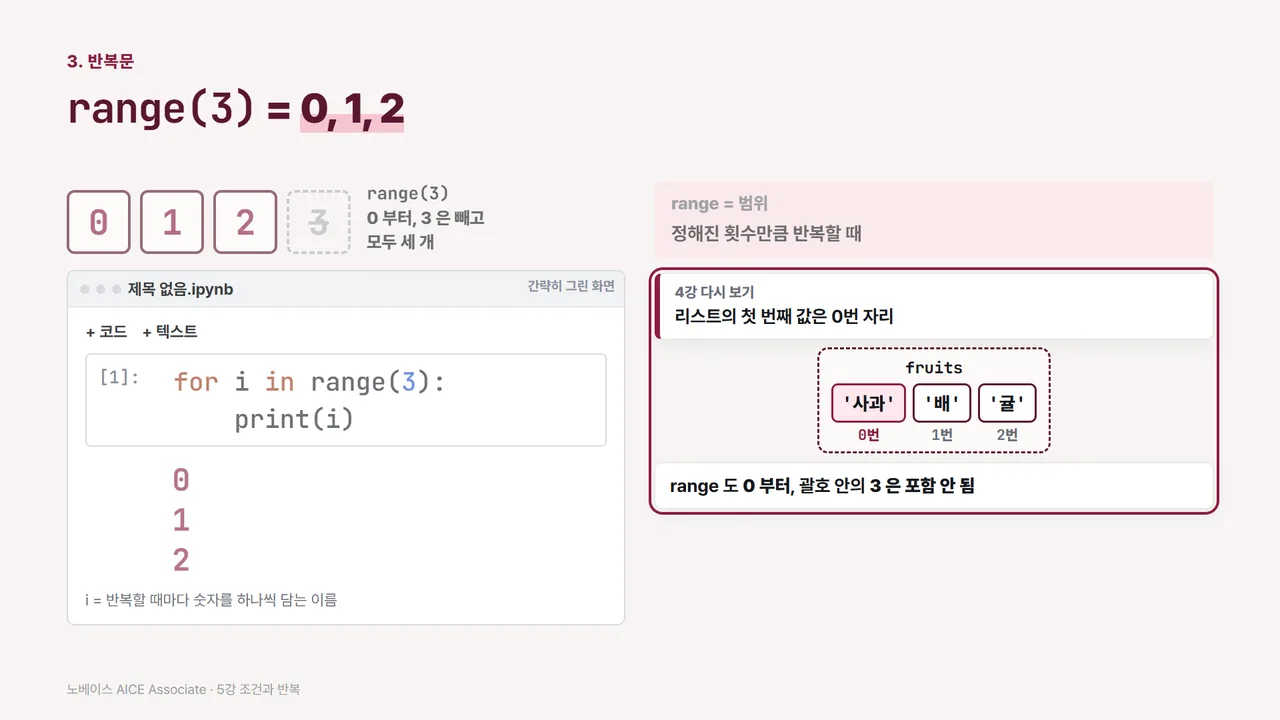 3. 반복문
range(3) = 0, 1, 2
0 1 2 3
range(3)
0 부터, 3 은 빼고
모두 세 개
제목 없음.ipynb
간략히 그린 화면
+ 코드 + 텍스트
[1]: for i in range(3):
print(i)
0
1
2
i = 반복할 때마다 숫자를 하나씩 담는 이름
range = 범위
정해진 횟수만큼 반복할 때
4강 다시 보기
리스트의 첫 번째 값은 0번 자리
fruits
'사과' '배' '귤'
0번 1번 2번
range 도 0 부터, 괄호 안의 3 은 포함 안 됨
노베이스 AICE Associate · 5강 조건과 반복